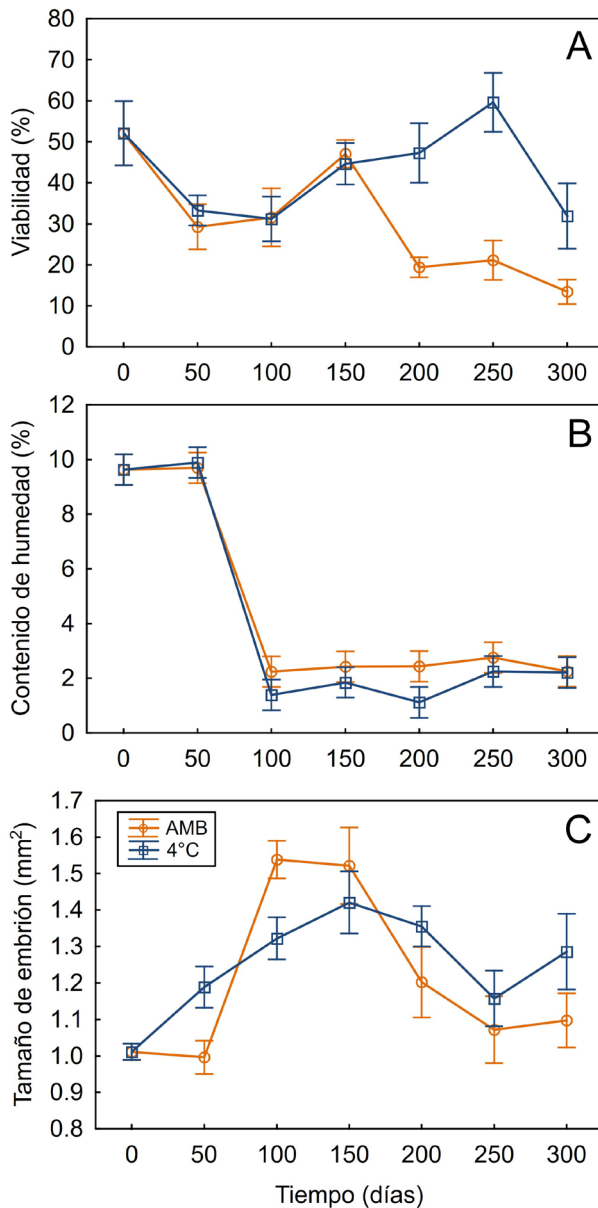 A
Viabilidad (%)
80
70
60
50
40
30
20
10
0
0 50 100 150 200 250 300
B
Contenido de humedad (%)
12
10
8
6
4
2
0
0 50 100 150 200 250 300
C
Tamaño de embrión (mm²)
1.7
1.6
1.5
1.4
1.3
1.2
1.1
1.0
0.9
0.8
AMB
4°C
0 50 100 150 200 250 300
Tiempo (días)